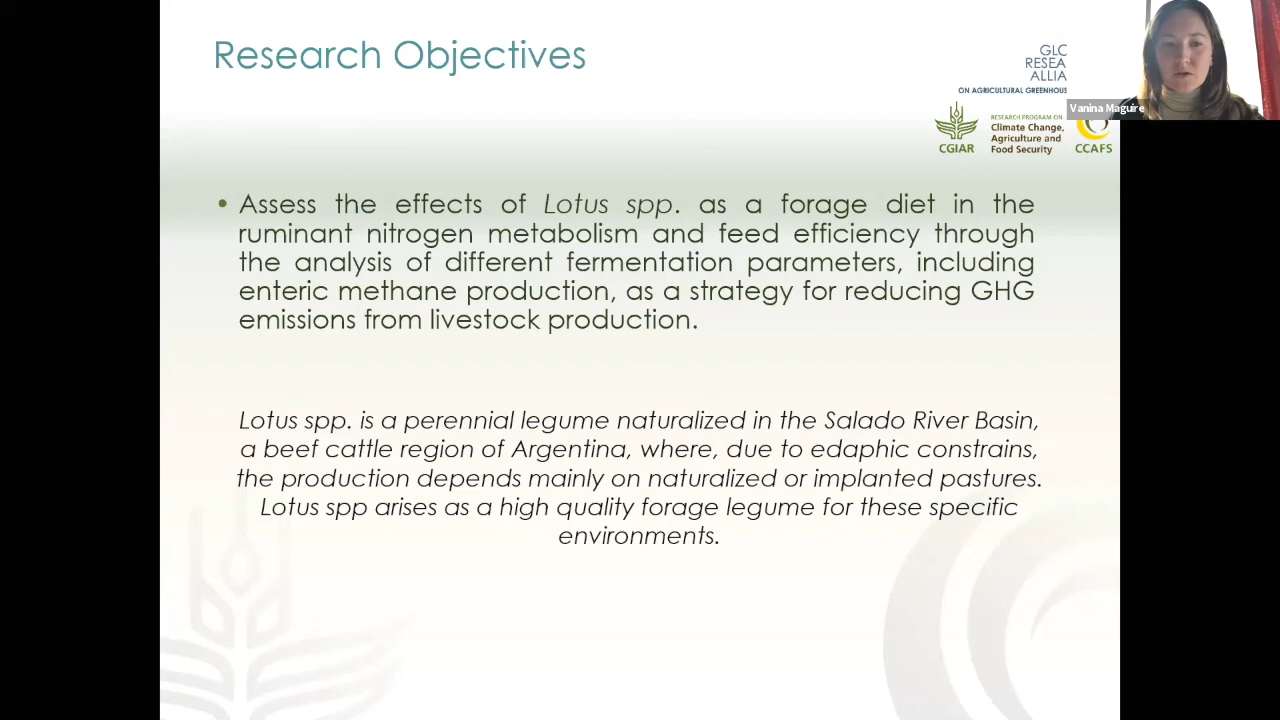 Research Objectives
GLC
RESEA
ALLIA
ON AGRICULTURAL GREENHOUS
Vanina Maguire
CGIAR
RESEARCH PROGRAM ON
Climate Change,
Agriculture and
Food Security
CCAFS
• Assess the effects of Lotus spp. as a forage diet in the
ruminant nitrogen metabolism and feed efficiency through
the analysis of different fermentation parameters, including
enteric methane production, as a strategy for reducing GHG
emissions from livestock production.
Lotus spp. is a perennial legume naturalized in the Salado River Basin,
a beef cattle region of Argentina, where, due to edaphic constrains,
the production depends mainly on naturalized or implanted pastures.
Lotus spp arises as a high quality forage legume for these specific
environments.